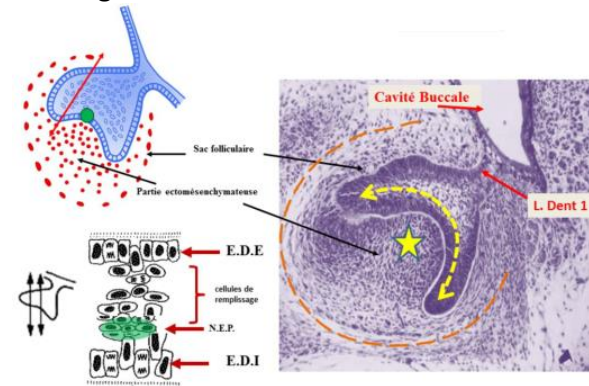 Sac folliculaire
Partie ectomésenchymateuse
Cavité Buccale
L. Dent 1
E.D.E
cellules de
remplissage
N.E.P.
E.D.I